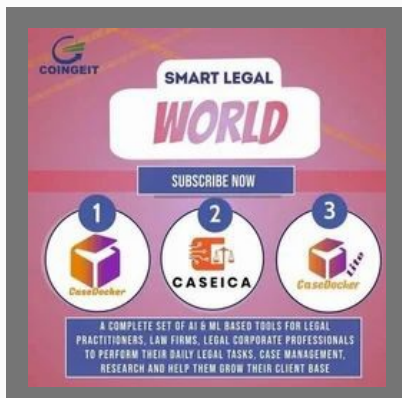 COINGEIT
SMART LEGAL
WORLD
SUBSCRIBE NOW
1
2
3
CaseDocker
CASEICA
CaseDocker Lite
A COMPLETE SET OF AI & ML BASED TOOLS FOR LEGAL
PRACTITIONERS, LAW FIRMS, LEGAL CORPORATE PROFESSIONALS
TO PERFORM THEIR DAILY LEGAL TASKS, CASE MANAGEMENT,
RESEARCH AND HELP THEM GROW THEIR CLIENT BASE